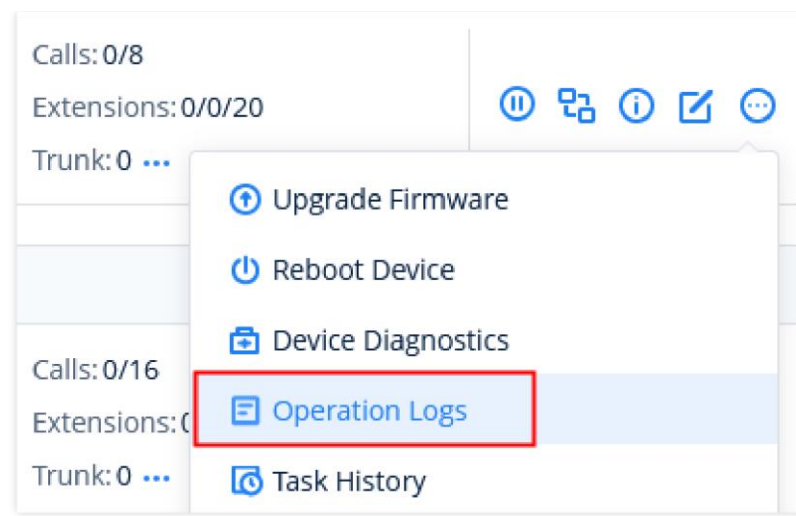 Calls: 0/8
Extensions: 0/0/20
Trunk: 0
Upgrade Firmware
Reboot Device
Device Diagnostics
Calls: 0/16
Operation Logs
Extensions:
Trunk: 0
Task History